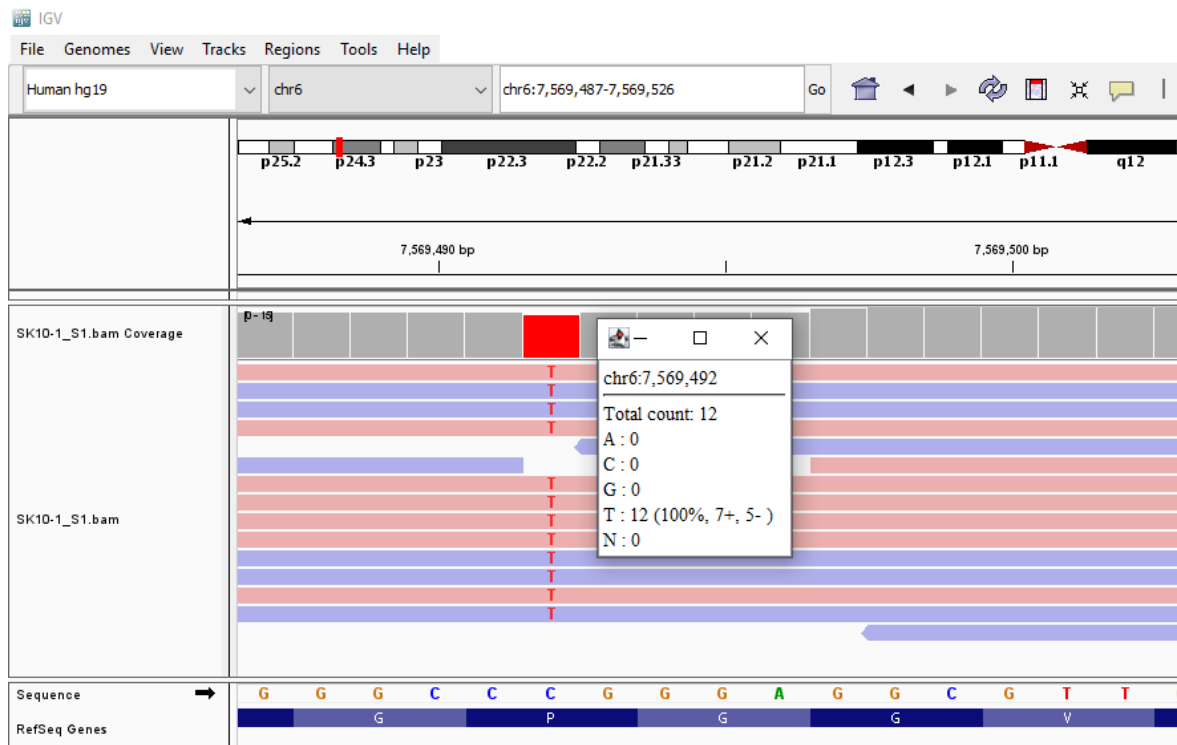 IGV
File Genomes View Tracks Regions Tools Help
Human hg19 chr6 chr6:7,569,487-7,569,526 Go
p25.2 p24.3 p23 p22.3 p22.2 p21.33 p21.2 p21.1 p12.3 p12.1 p11.1 q12
7,569,490 bp 7,569,500 bp
[0 - 15]
SK10-1_S1.bam Coverage
chr6:7,569,492
Total count: 12
A : 0
C : 0
G : 0
T : 12 (100%, 7+, 5- )
N : 0
T
T
T
T
T
T
T
T
T
T
T
T
SK10-1_S1.bam
Sequence G G G C C C G G G A G G C G T T
RefSeq Genes G P G G V